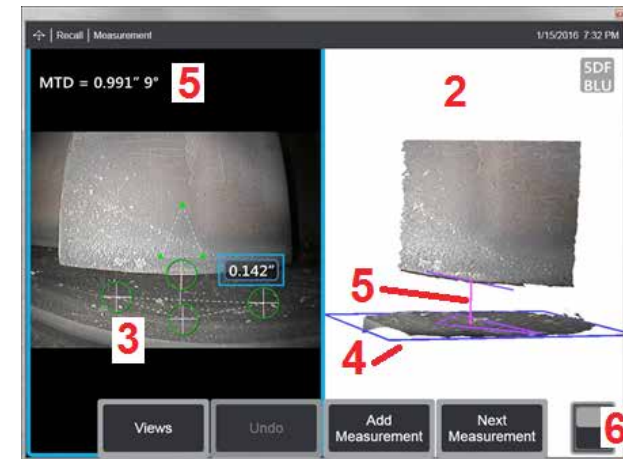 Recall | Measurement
1/15/2016 7:32 PM
MTD = 0.991" 9°
5
2
SDF
BLU
0.142"
5
3
4
Views
Undo
Add
Measurement
Next
Measurement
6